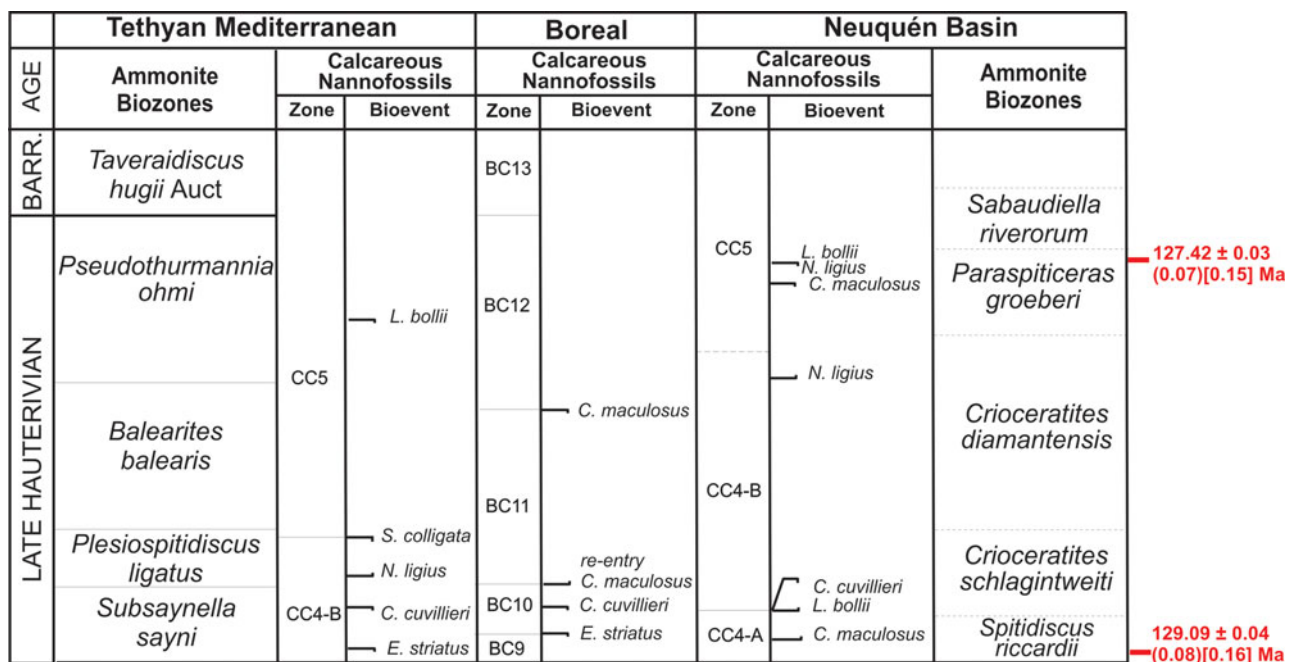 Tethyan Mediterranean
Boreal
Neuquén Basin
AGE
Ammonite
Biozones
Calcareous
Nannofossils
Zone
Bioevent
Calcareous
Nannofossils
Zone
Bioevent
Calcareous
Nannofossils
Zone
Bioevent
Ammonite
Biozones
BARR.
LATE HAUTERIVIAN
Taveraidiscus
hugii Auct
Pseudothurmannia
ohmi
Balearites
balearis
Plesiospitidiscus
ligatus
Subsaynella
sayni
CC5
CC4-B
L. bollii
S. colligata
N. ligius
C. cuvillieri
E. striatus
BC13
BC12
BC11
BC10
BC9
C. maculosus
re-entry
C. maculosus
C. cuvillieri
E. striatus
CC5
CC4-B
CC4-A
L. bollii
N. ligius
C. maculosus
N. ligius
C. cuvillieri
L. bollii
C. maculosus
Sabaudiella
riverorum
Paraspiticeras
groeberi
Crioceratites
diamantensis
Crioceratites
schlagintweiti
Spitidiscus
riccardii
127.42 ± 0.03
(0.07)[0.15] Ma
129.09 ± 0.04
(0.08)[0.16] Ma